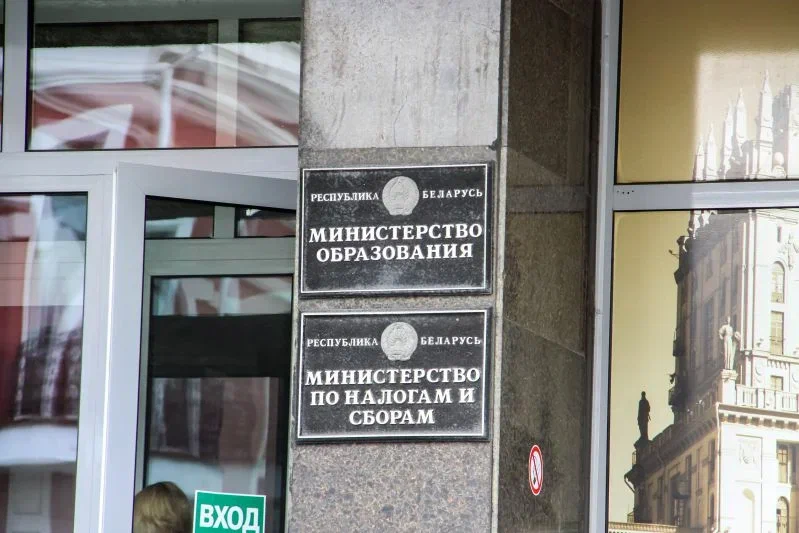 РЕСПУБЛИКА БЕЛАРУСЬ
МИНИСТЕРСТВО
ОБРАЗОВАНИЯ
РЕСПУБЛИКА БЕЛАРУСЬ
МИНИСТЕРСТВО
ПО НАЛОГАМ И
СБОРАМ
ВХОД